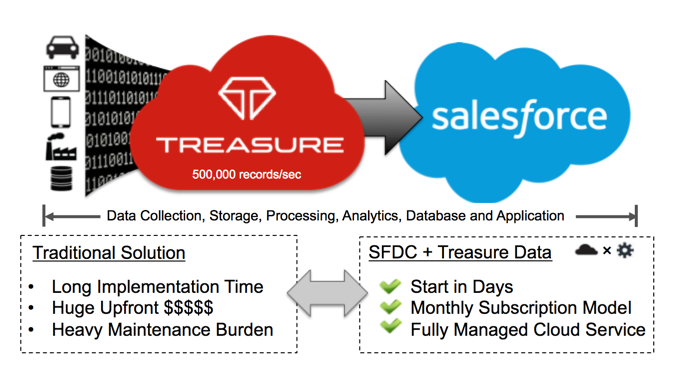 TREASURE
500,000 records/sec
salesforce
Data Collection, Storage, Processing, Analytics, Database and Application
Traditional Solution
• Long Implementation Time
• Huge Upfront $$$$$
• Heavy Maintenance Burden
SFDC + Treasure Data ×
Start in Days
Monthly Subscription Model
Fully Managed Cloud Service